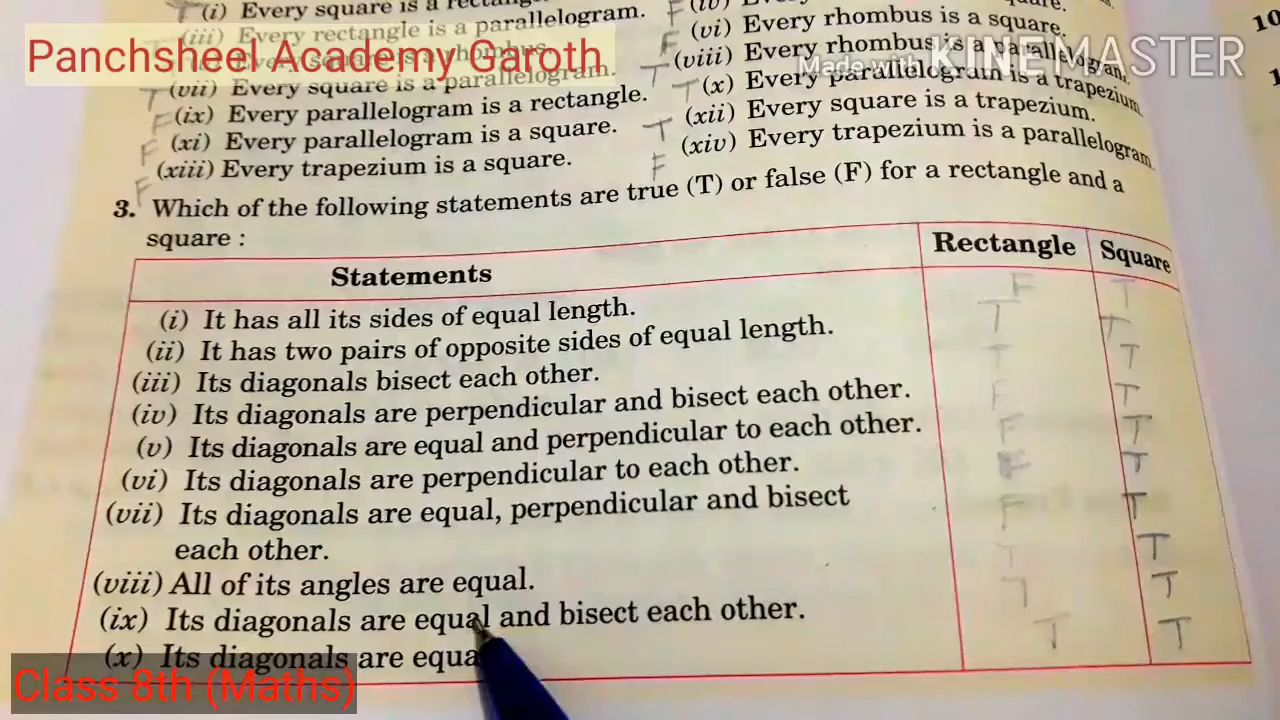 T (i) Every square is a
(iii) Every rectangle is a parallelogram.
F
(vi) Every rhombus is a square.
Panchsheel Academy Garoth
F (viii) Every rhombus is a parallelogram.
Made with KINEMASTER
T (vii) Every square is a parallelogram.
T (x) Every parallelogram is a trapezium
F (ix) Every parallelogram is a rectangle.
T (xii) Every square is a trapezium.
F (xi) Every parallelogram is a square.
T (xiv) Every trapezium is a parallelogram
F (xiii) Every trapezium is a square.
F
3. Which of the following statements are true (T) or false (F) for a rectangle and a
square :
Statements Rectangle Square
(i) It has all its sides of equal length. F T
(ii) It has two pairs of opposite sides of equal length. T T
(iii) Its diagonals bisect each other. T T
(iv) Its diagonals are perpendicular and bisect each other. F T
(v) Its diagonals are equal and perpendicular to each other. F T
(vi) Its diagonals are perpendicular to each other. F T
(vii) Its diagonals are equal, perpendicular and bisect F T
each other.
(viii) All of its angles are equal. T T
(ix) Its diagonals are equal and bisect each other. T T
(x) Its diagonals are equa T T
Class 8th (Maths)
10